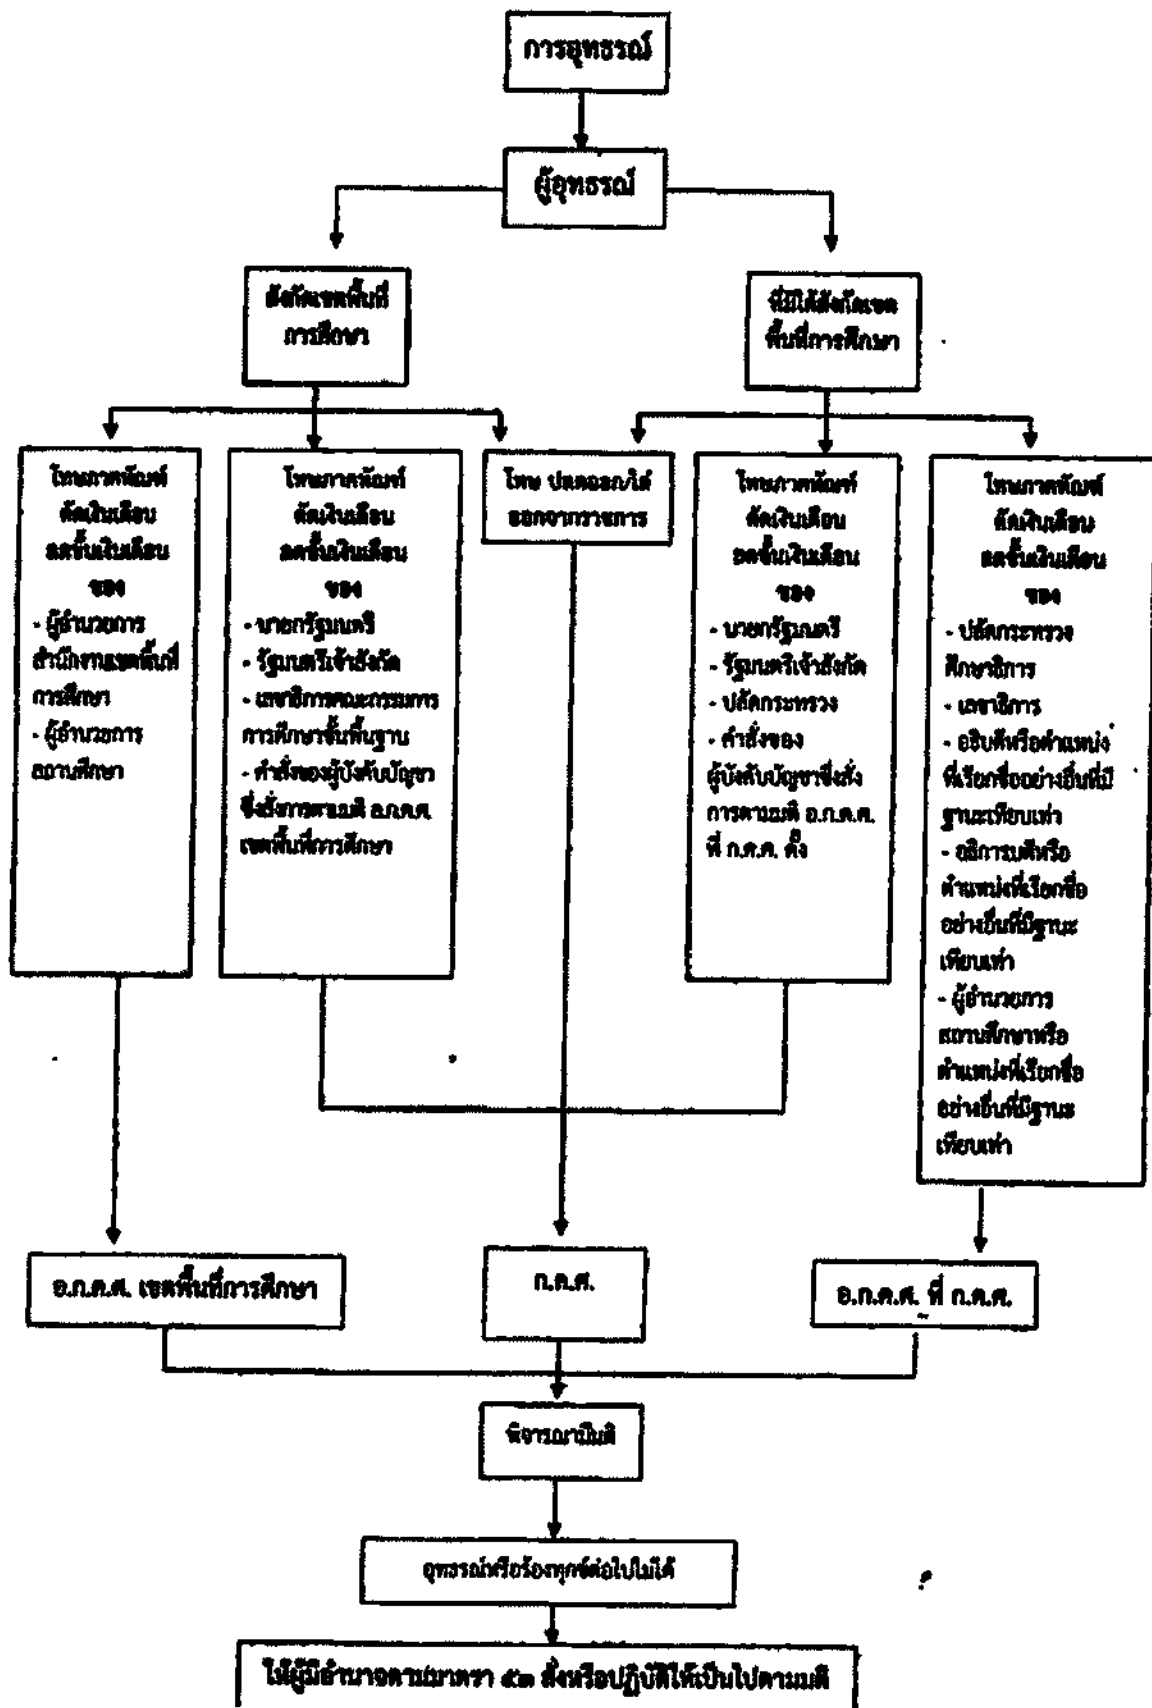 การอุทธรณ์
ผู้อุทธรณ์
สังกัดเขตพื้นที่
การศึกษา
ที่มิได้สังกัดเขต
พื้นที่การศึกษา
โทษภาคทัณฑ์
ตัดเงินเดือน
ลดขั้นเงินเดือน
ของ
- ผู้อำนวยการ
สำนักงานเขตพื้นที่
การศึกษา
- ผู้อำนวยการ
สถานศึกษา
โทษภาคทัณฑ์
ตัดเงินเดือน
ลดขั้นเงินเดือน
ของ
- นายกรัฐมนตรี
- รัฐมนตรีเจ้าสังกัด
- เลขาธิการคณะกรรมการ
การศึกษาขั้นพื้นฐาน
- คำสั่งของผู้บังคับบัญชา
ซึ่งสั่งการตามมติ อ.ก.ค.ศ.
เขตพื้นที่การศึกษา
โทษ ปลดออก/ไล่
ออกจากราชการ
โทษภาคทัณฑ์
ตัดเงินเดือน
ลดขั้นเงินเดือน
ของ
- นายกรัฐมนตรี
- รัฐมนตรีเจ้าสังกัด
- ปลัดกระทรวง
- คำสั่งของ
ผู้บังคับบัญชาซึ่งสั่ง
การตามมติ อ.ก.ค.ศ.
ที่ ก.ค.ศ. ตั้ง
โทษภาคทัณฑ์
ตัดเงินเดือน
ลดขั้นเงินเดือน
ของ
- ปลัดกระทรวง
ศึกษาธิการ
- เลขาธิการ
- อธิบดีหรือตำแหน่ง
ที่เรียกชื่ออย่างอื่นที่มี
ฐานะเทียบเท่า
- อธิการบดีหรือ
ตำแหน่งที่เรียกชื่อ
อย่างอื่นที่มีฐานะ
เทียบเท่า
- ผู้อำนวยการ
สถานศึกษาหรือ
ตำแหน่งที่เรียกชื่อ
อย่างอื่นที่มีฐานะ
เทียบเท่า
อ.ก.ค.ศ. เขตพื้นที่การศึกษา
ก.ค.ศ.
อ.ก.ค.ศ. ที่ ก.ค.ศ.
พิจารณามีมติ
อุทธรณ์หรือร้องทุกข์ต่อไปไม่ได้
ให้ผู้มีอำนาจตามมาตรา ๕๓ สั่งหรือปฏิบัติให้เป็นไปตามมติ